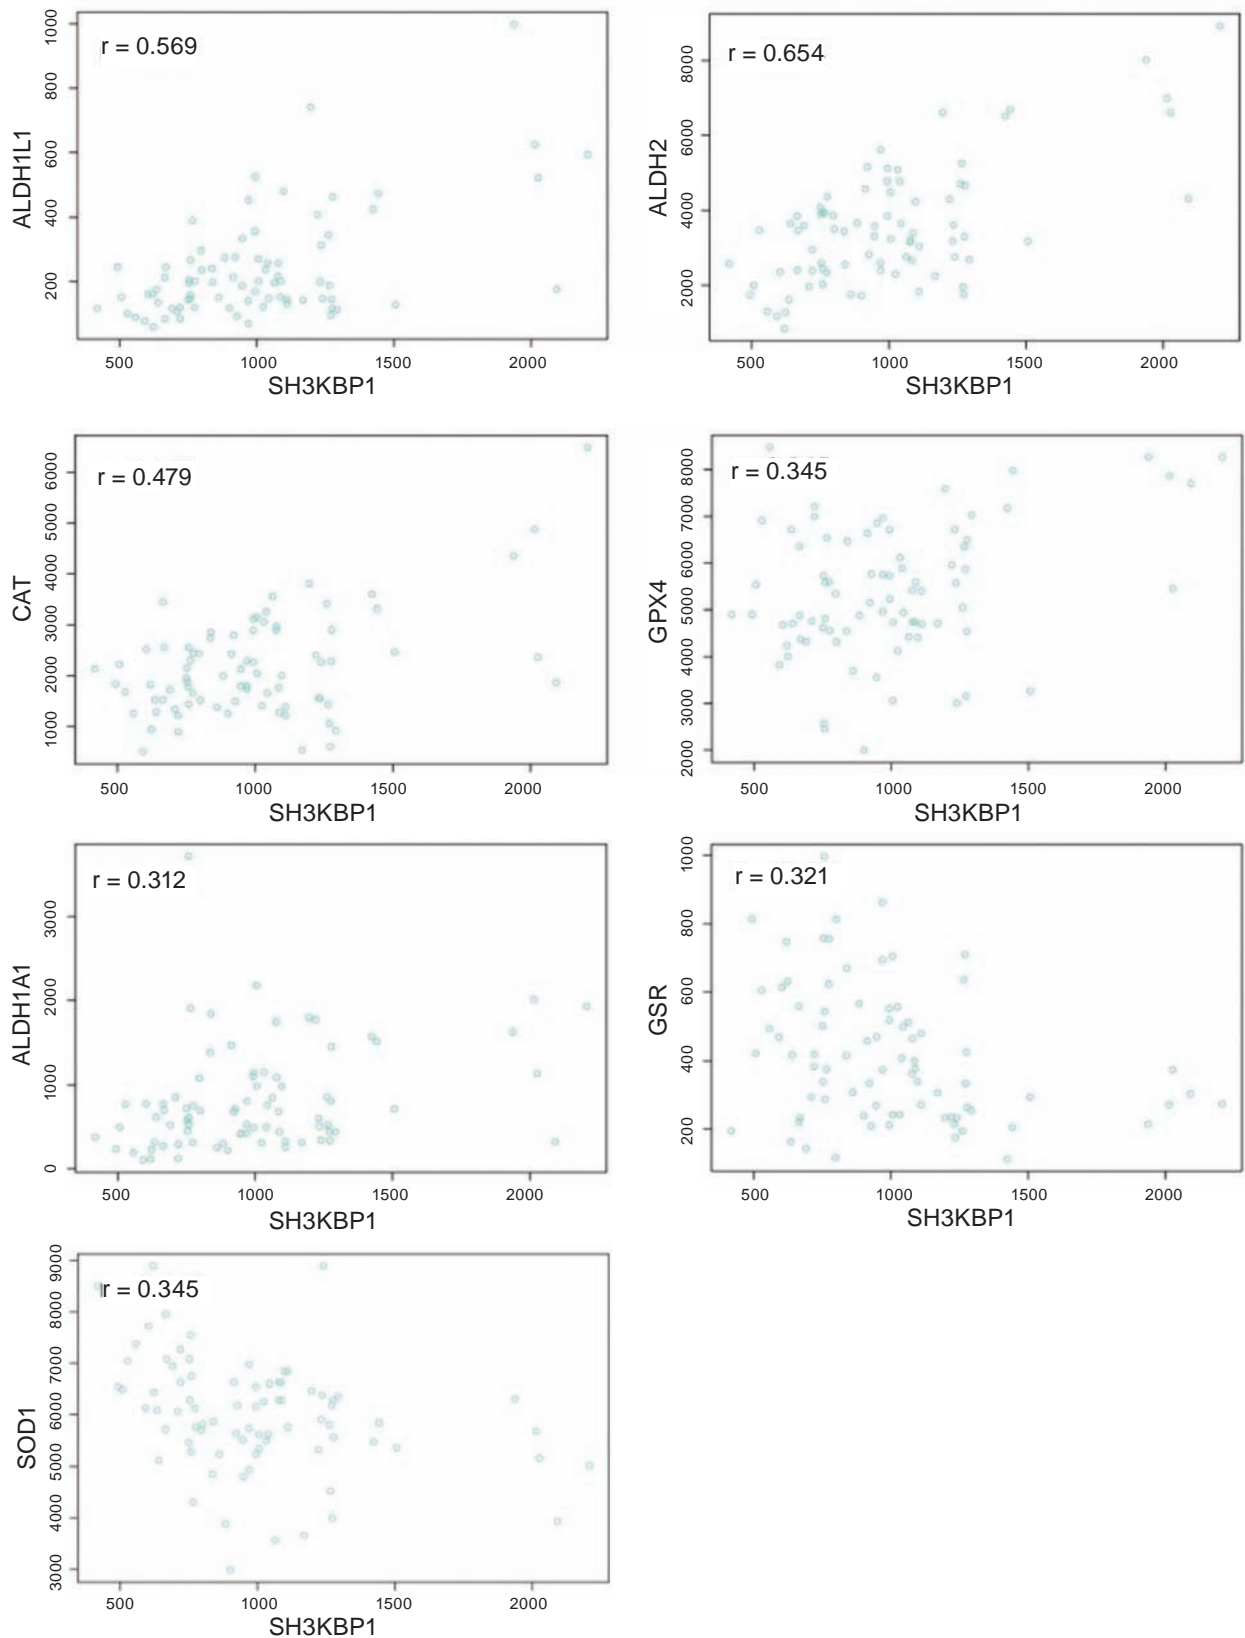 r = 0.569
ALDH1L1
1000
800
600
400
200
500 1000 1500 2000
SH3KBP1
r = 0.654
ALDH2
8000
6000
4000
2000
500 1000 1500 2000
SH3KBP1
r = 0.479
CAT
6000
5000
4000
3000
2000
1000
500 1000 1500 2000
SH3KBP1
r = 0.345
GPX4
8000
7000
6000
5000
4000
3000
2000
500 1000 1500 2000
SH3KBP1
r = 0.312
ALDH1A1
3000
2000
1000
0
500 1000 1500 2000
SH3KBP1
r = 0.321
GSR
1000
800
600
400
200
500 1000 1500 2000
SH3KBP1
r = 0.345
SOD1
9000
8000
7000
6000
5000
4000
3000
500 1000 1500 2000
SH3KBP1